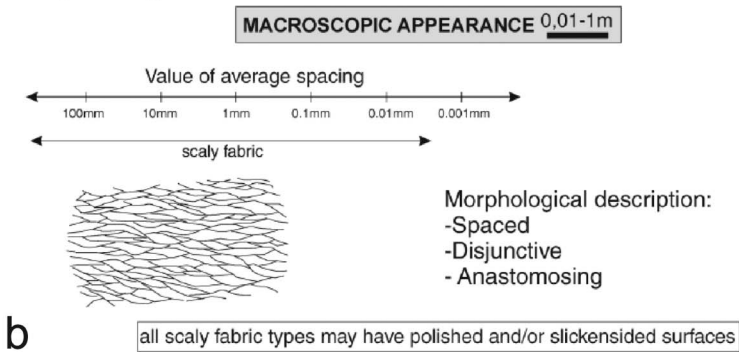 MACROSCOPIC APPEARANCE 0,01-1m
Value of average spacing
100mm 10mm 1mm 0.1mm 0.01mm 0.001mm
scaly fabric
Morphological description:
-Spaced
-Disjunctive
- Anastomosing
b
all scaly fabric types may have polished and/or slickensided surfaces